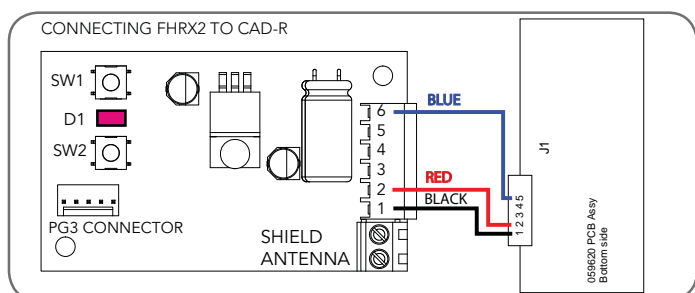 CONNECTING FHRX2 TO CAD-R
SW1
D1
SW2
PG3 CONNECTOR
SHIELD
ANTENNA
6
5
4
3
2
1
BLUE
RED
BLACK
1 2 3 4 5
J1
059620 PCB Assy
Bottom side